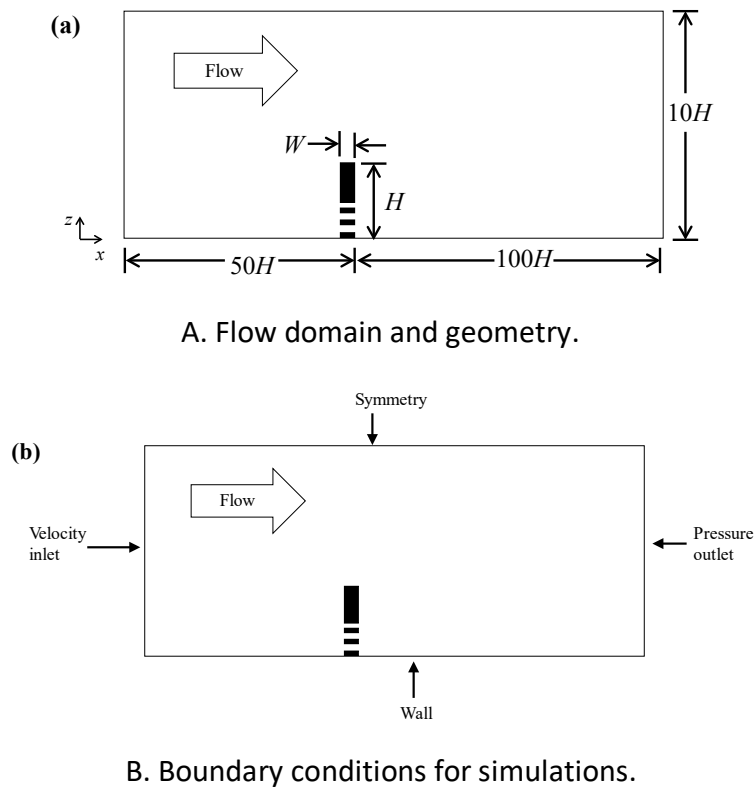 (a)
Flow
W
H
10H
z
x
50H
100H
A. Flow domain and geometry.
Symmetry
(b)
Flow
Velocity
inlet
Pressure
outlet
Wall
B. Boundary conditions for simulations.